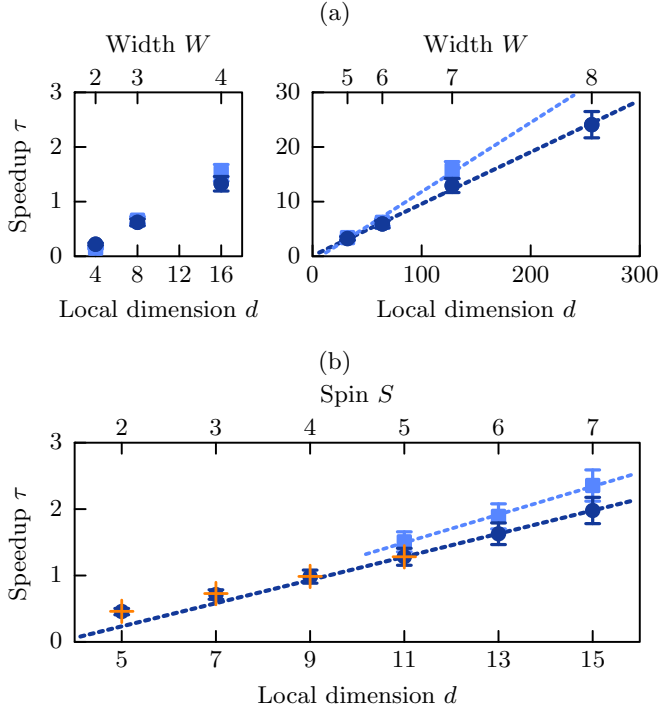 (a)
Width W Width W
2 3 4 5 6 7 8
3 30
2 20
1 10
0 0
Speedup τ
4 8 12 16 0 100 200 300
Local dimension d Local dimension d
(b)
Spin S
2 3 4 5 6 7
3
2
1
0
Speedup τ
5 7 9 11 13 15
Local dimension d